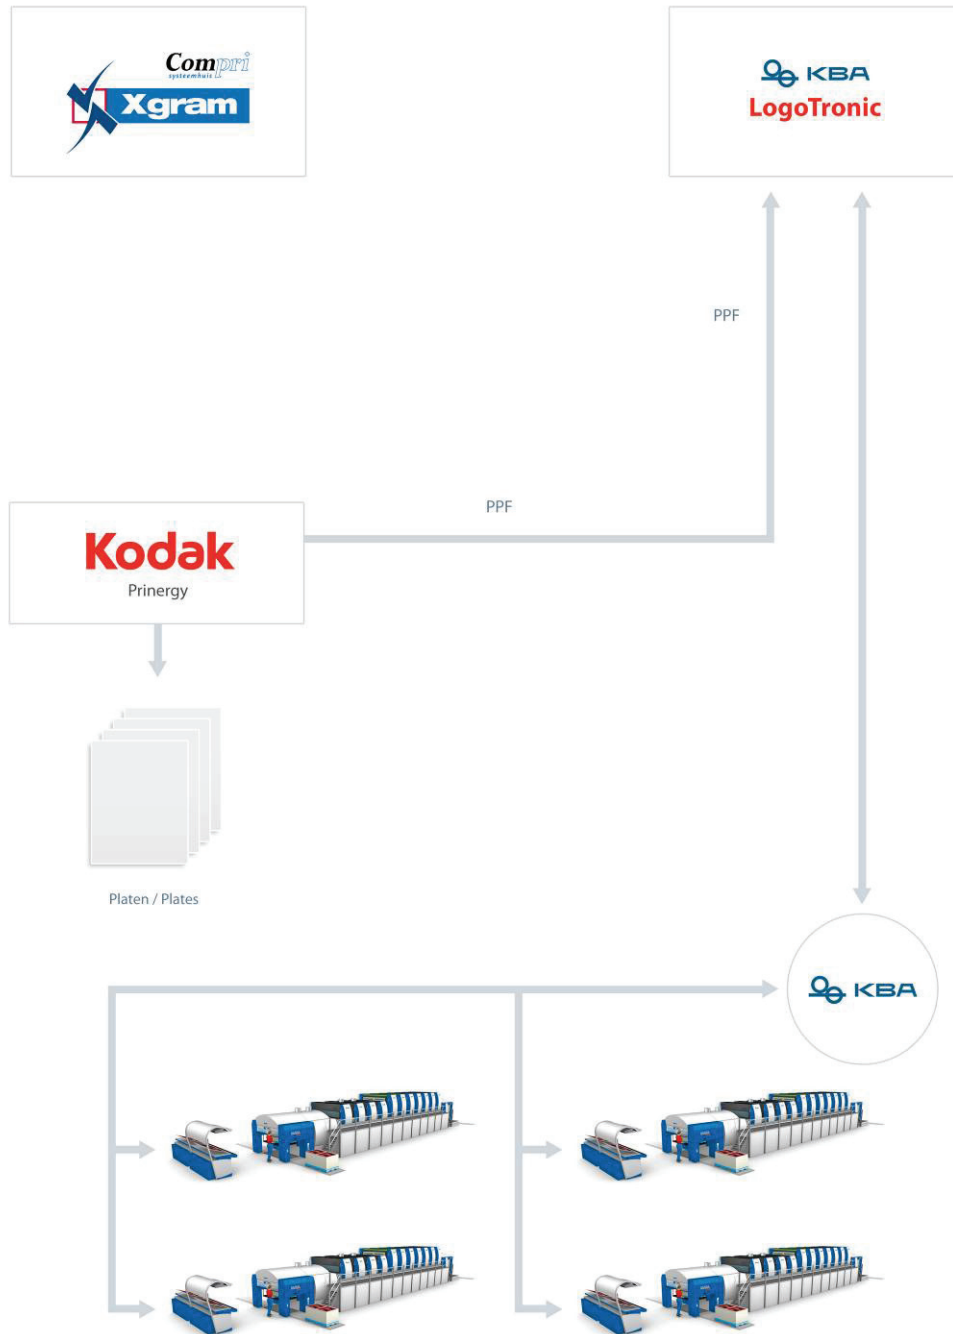 Compri
systeemhuis
Xgram
KBA
LogoTronic
PPF
PPF
Kodak
Prinergy
Platen / Plates
KBA